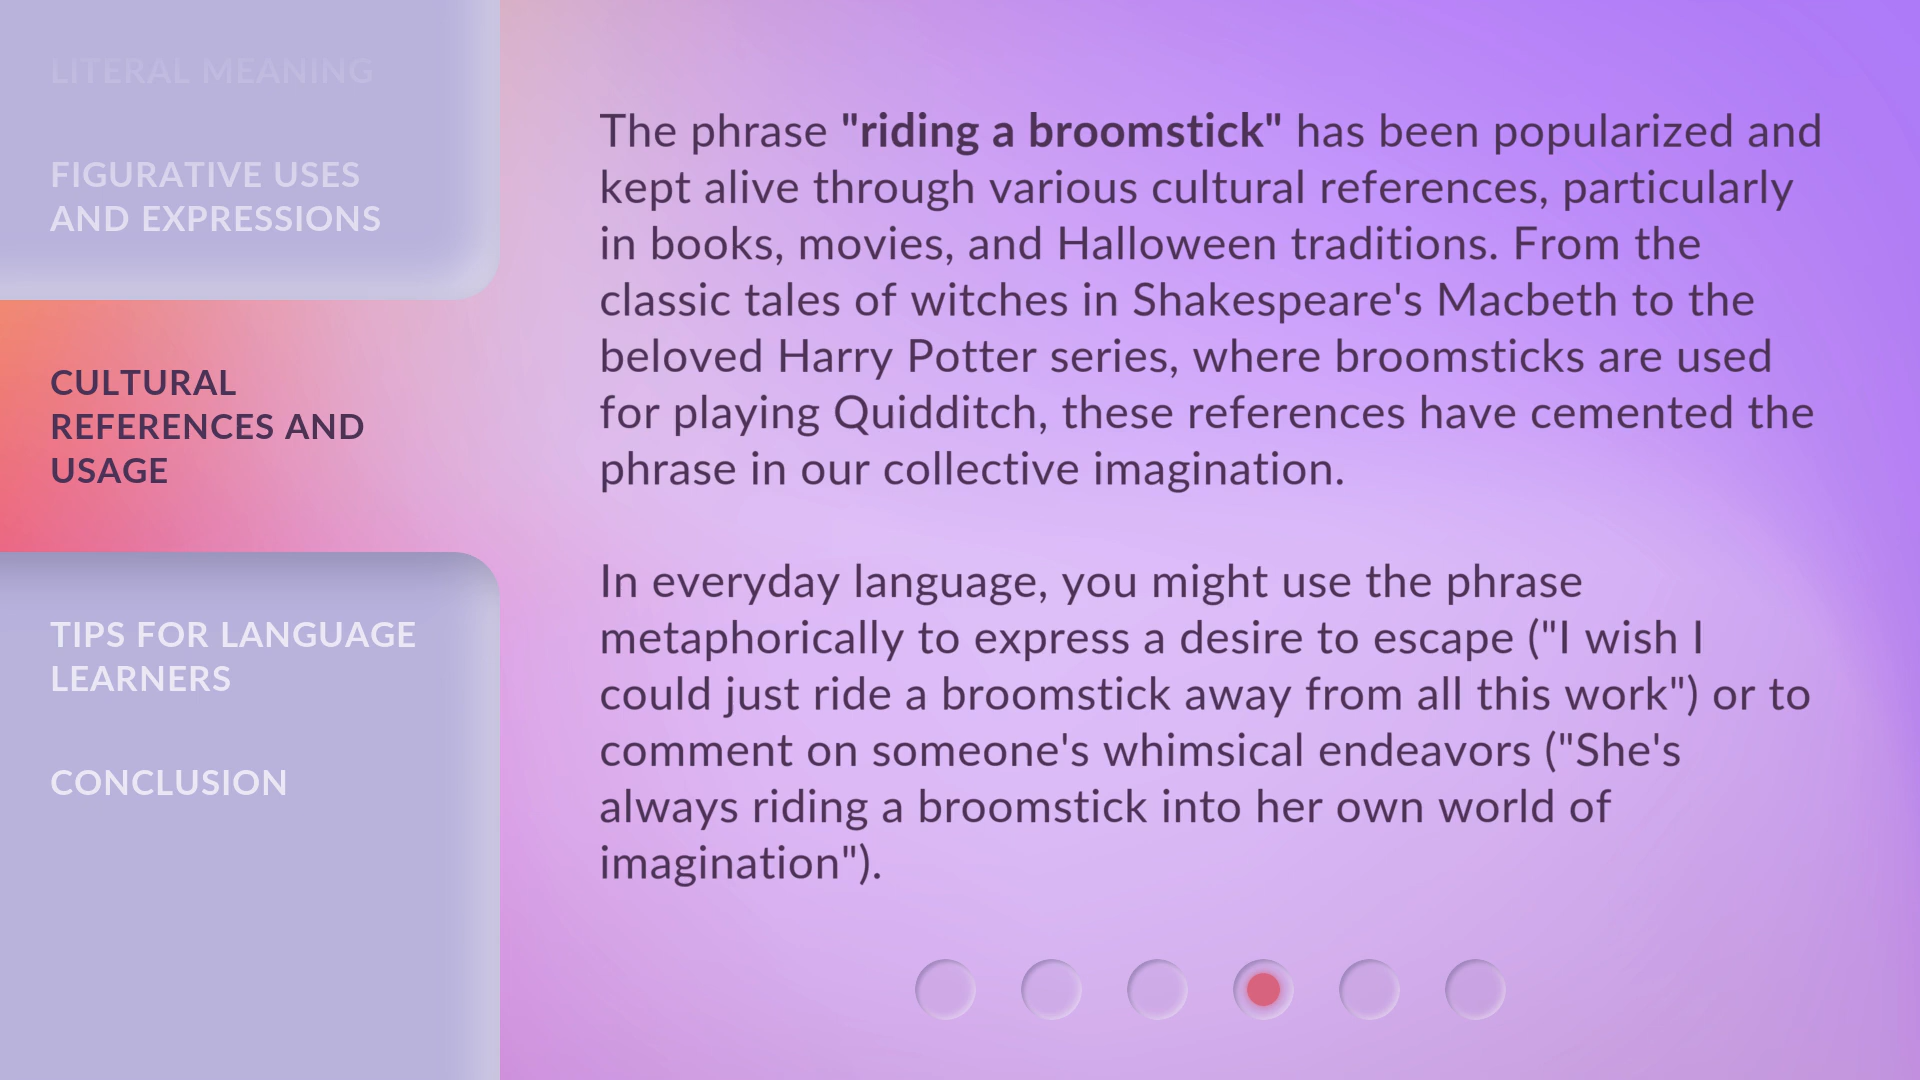 LITERAL MEANING
FIGURATIVE USES
AND EXPRESSIONS
CULTURAL
REFERENCES AND
USAGE
TIPS FOR LANGUAGE
LEARNERS
CONCLUSION
The phrase "riding a broomstick" has been popularized and
kept alive through various cultural references, particularly
in books, movies, and Halloween traditions. From the
classic tales of witches in Shakespeare's Macbeth to the
beloved Harry Potter series, where broomsticks are used
for playing Quidditch, these references have cemented the
phrase in our collective imagination.
In everyday language, you might use the phrase
metaphorically to express a desire to escape ("I wish I
could just ride a broomstick away from all this work") or to
comment on someone's whimsical endeavors ("She's
always riding a broomstick into her own world of
imagination").